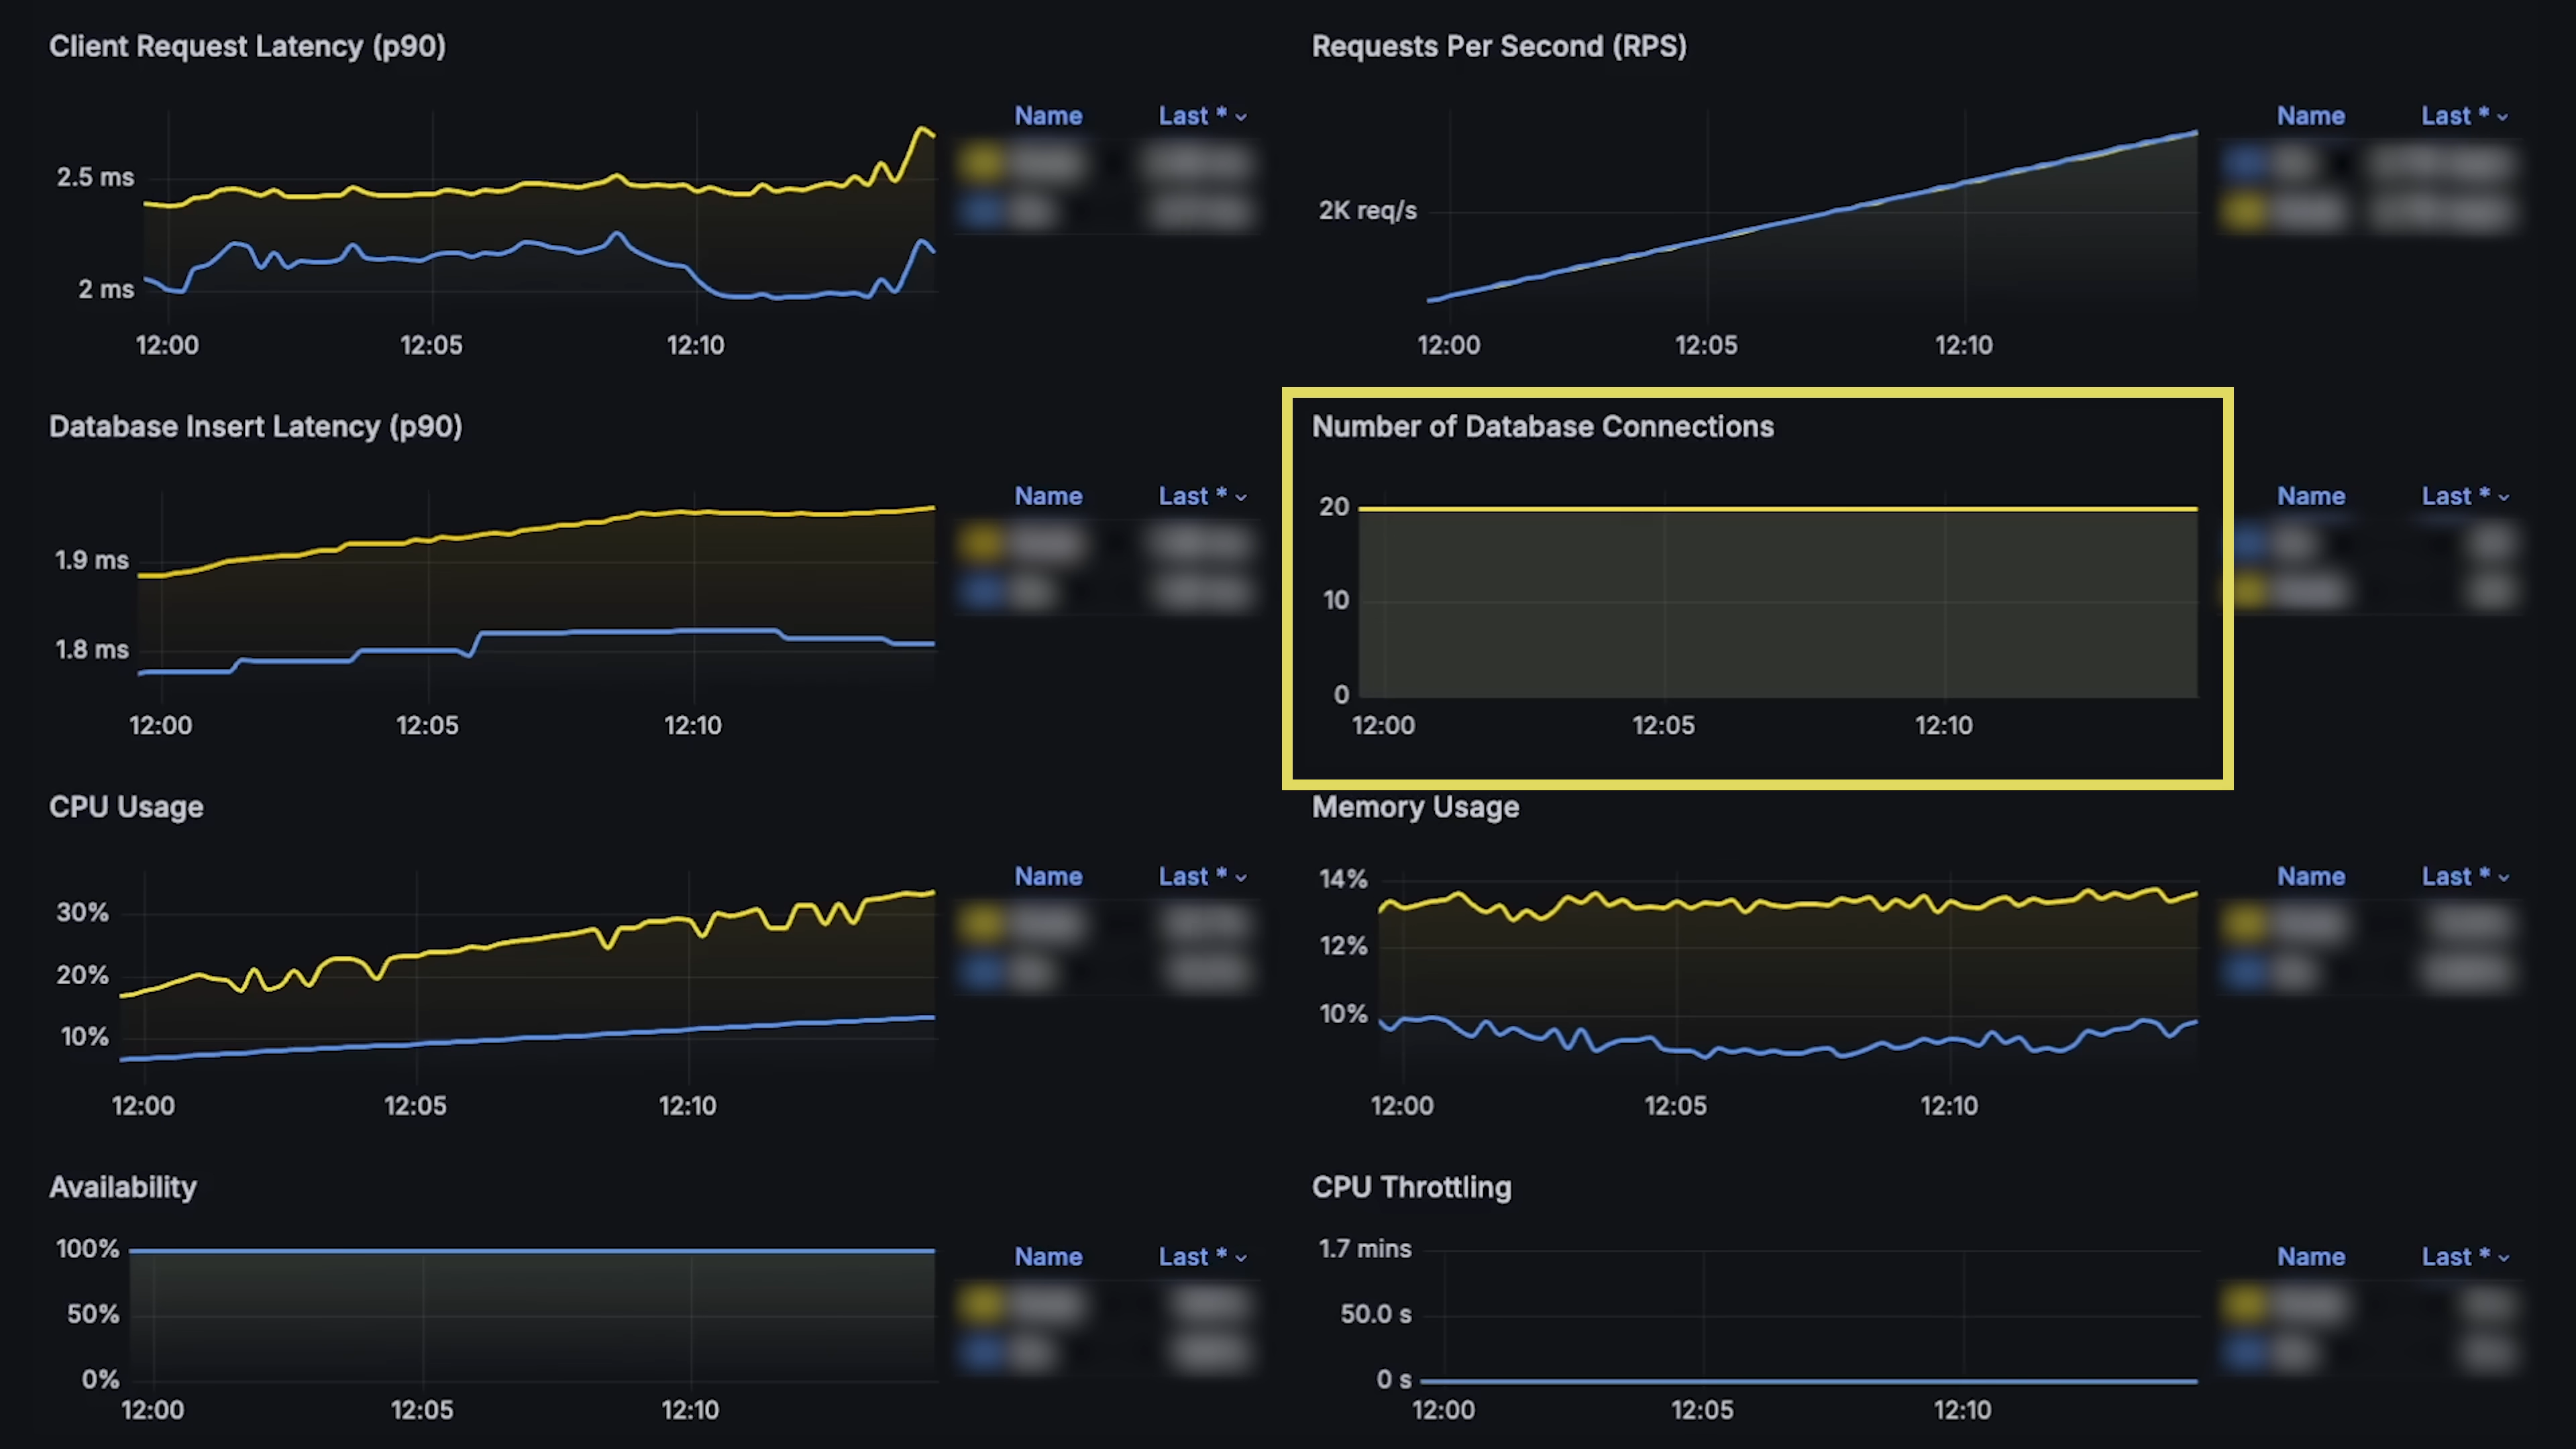 Client Request Latency (p90)
Name Last *
2.5 ms
2 ms
12:00 12:05 12:10
Requests Per Second (RPS)
Name Last *
2K req/s
12:00 12:05 12:10
Database Insert Latency (p90)
Name Last *
1.9 ms
1.8 ms
12:00 12:05 12:10
Number of Database Connections
Name Last *
20
10
0
12:00 12:05 12:10
CPU Usage
Name Last *
30%
20%
10%
12:00 12:05 12:10
Memory Usage
Name Last *
14%
12%
10%
12:00 12:05 12:10
Availability
Name Last *
100%
50%
0%
12:00 12:05 12:10
CPU Throttling
Name Last *
1.7 mins
50.0 s
0 s
12:00 12:05 12:10